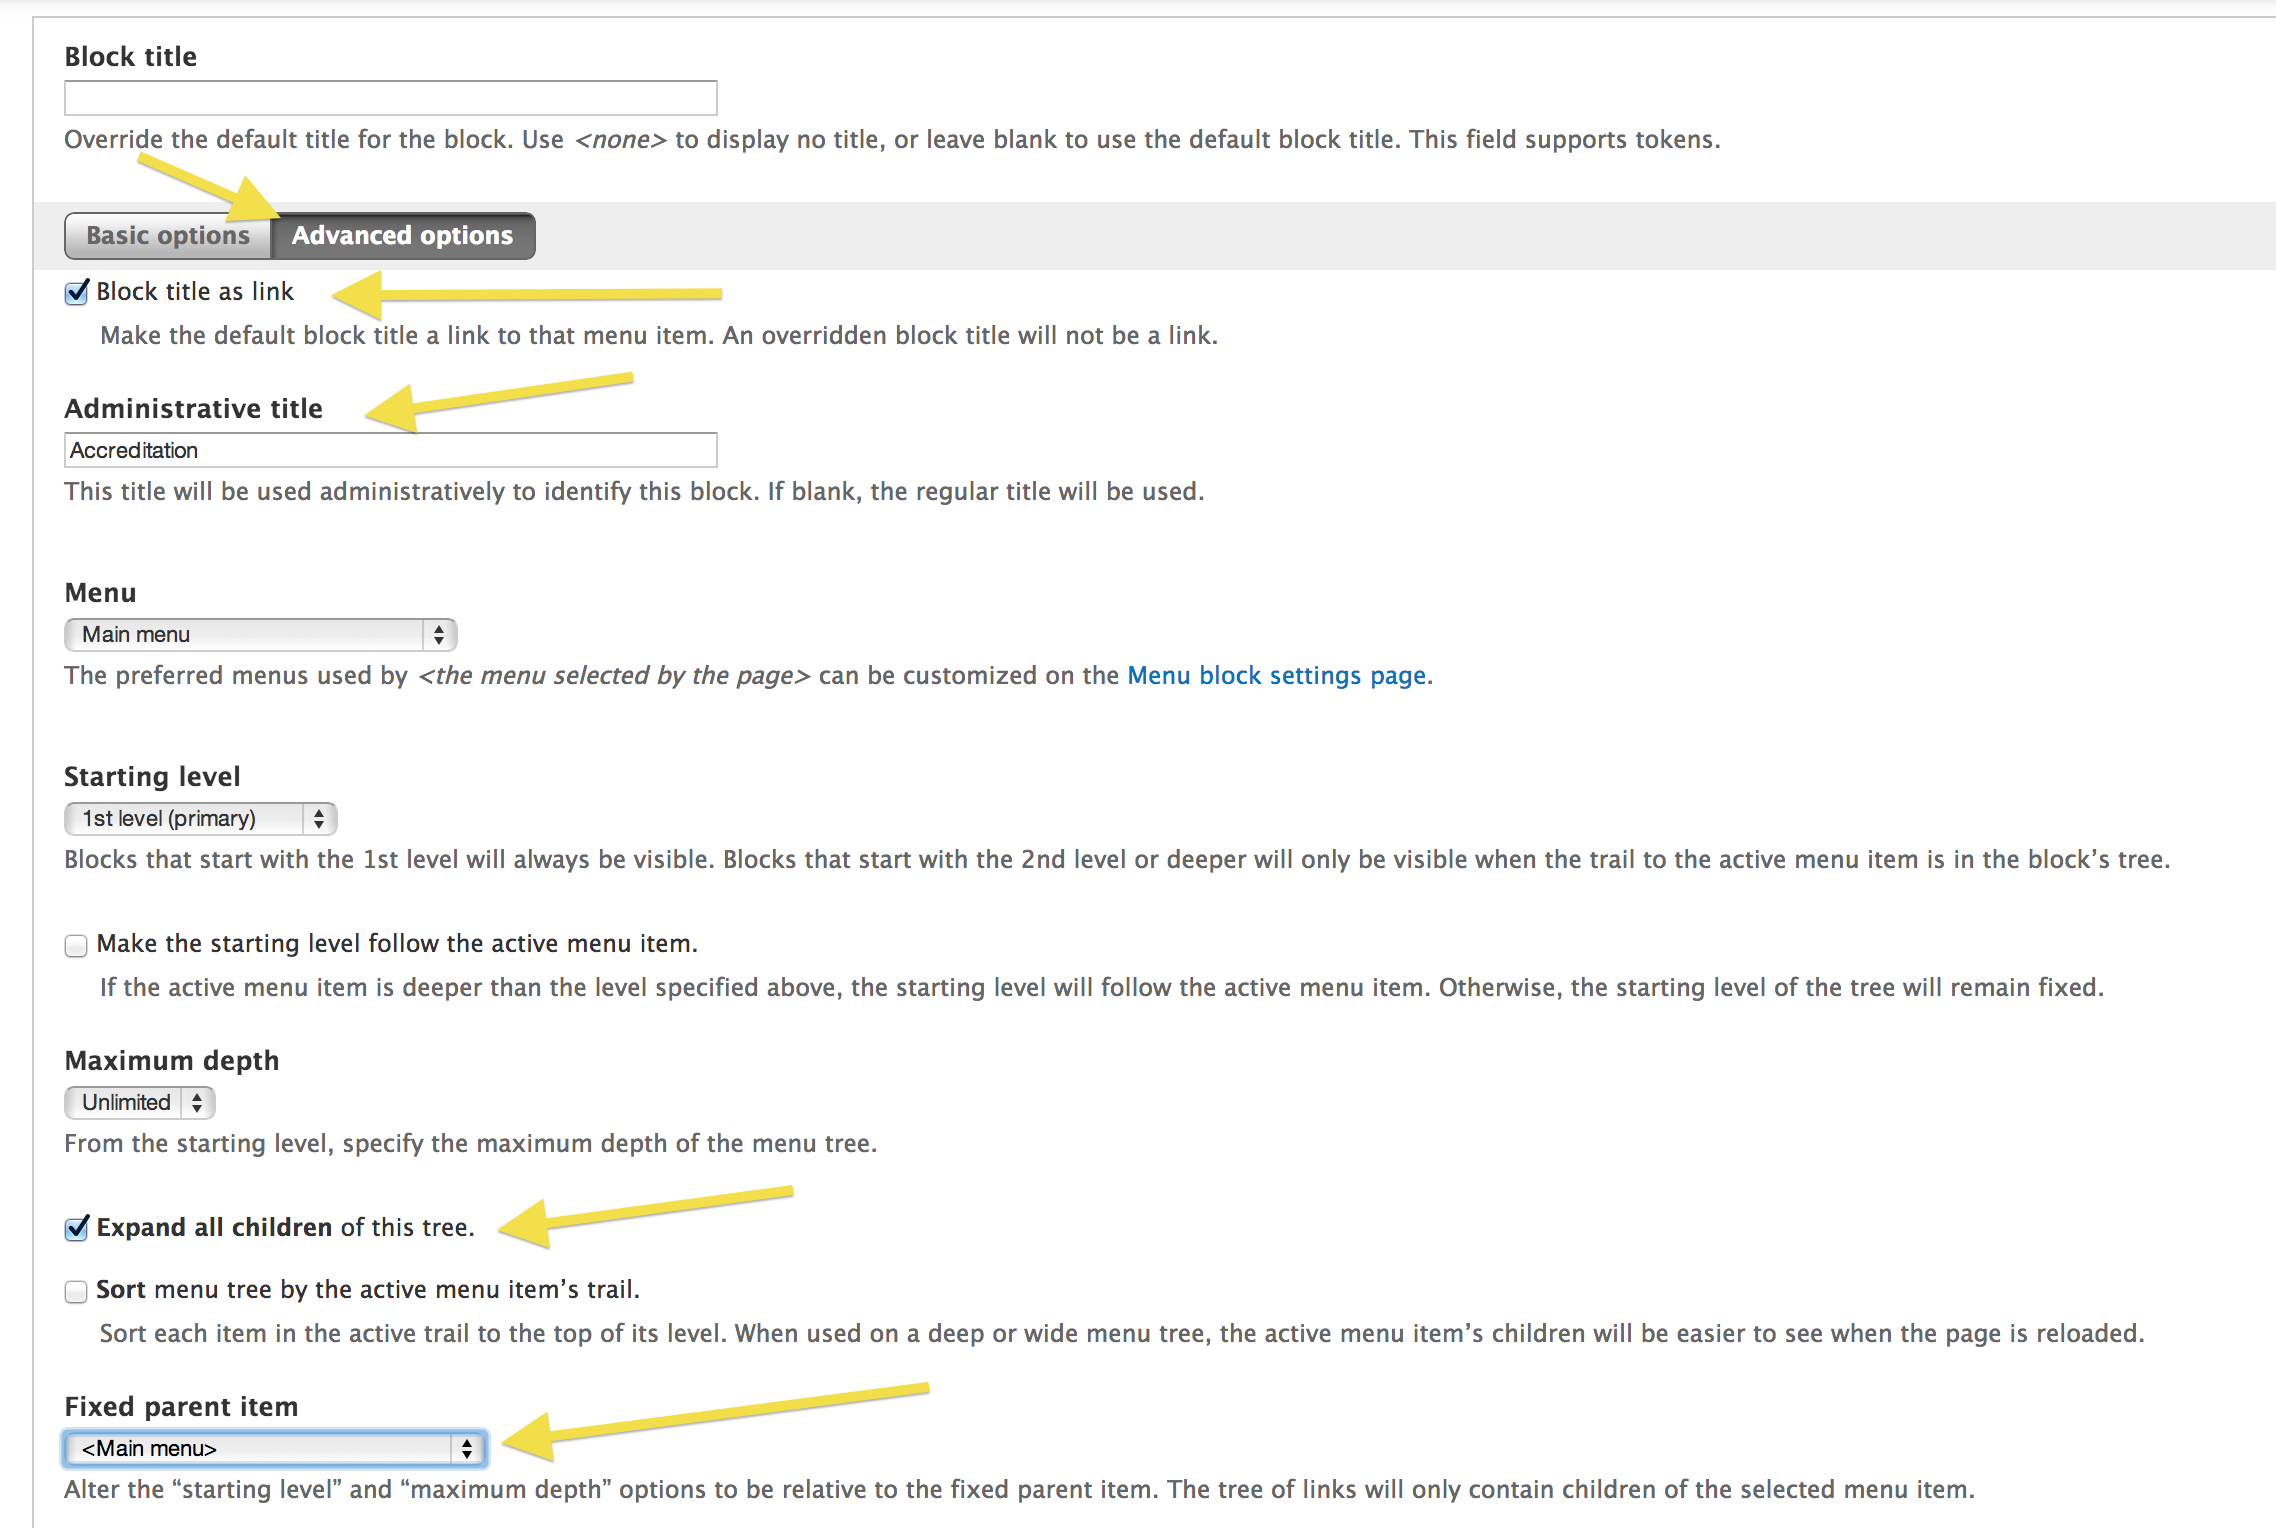 Block title
Override the default title for the block. Use <none> to display no title, or leave blank to use the default block title. This field supports tokens.
Basic options Advanced options
Block title as link
Make the default block title a link to that menu item. An overridden block title will not be a link.
Administrative title
Accreditation
This title will be used administratively to identify this block. If blank, the regular title will be used.
Menu
Main menu
The preferred menus used by <the menu selected by the page> can be customized on the Menu block settings page.
Starting level
1st level (primary)
Blocks that start with the 1st level will always be visible. Blocks that start with the 2nd level or deeper will only be visible when the trail to the active menu item is in the block’s tree.
Make the starting level follow the active menu item.
If the active menu item is deeper than the level specified above, the starting level will follow the active menu item. Otherwise, the starting level of the tree will remain fixed.
Maximum depth
Unlimited
From the starting level, specify the maximum depth of the menu tree.
Expand all children of this tree.
Sort menu tree by the active menu item’s trail.
Sort each item in the active trail to the top of its level. When used on a deep or wide menu tree, the active menu item’s children will be easier to see when the page is reloaded.
Fixed parent item
<Main menu>
Alter the “starting level” and “maximum depth” options to be relative to the fixed parent item. The tree of links will only contain children of the selected menu item.